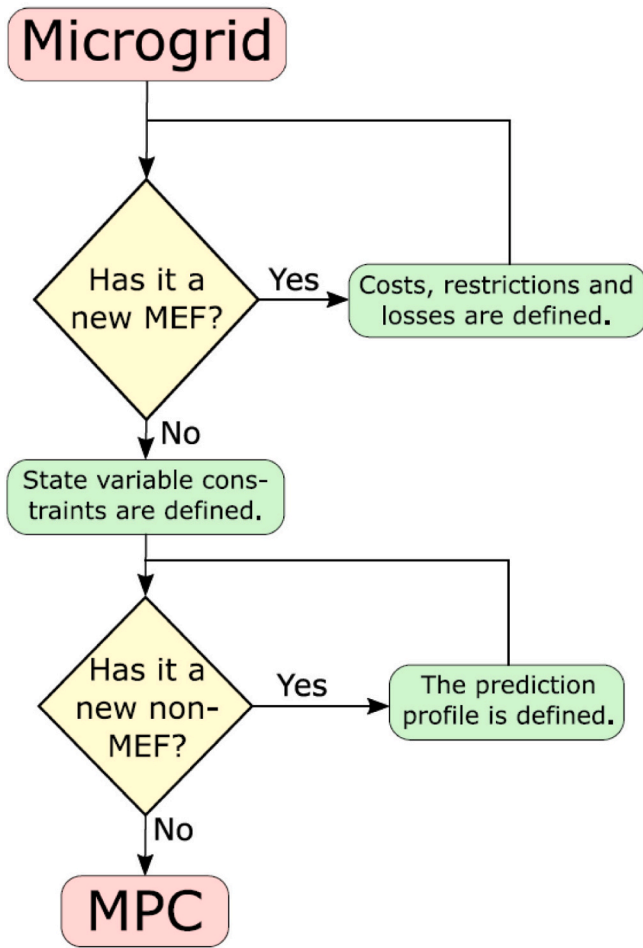 Microgrid
Has it a
new MEF?
Yes
Costs, restrictions and
losses are defined.
No
State variable cons-
traints are defined.
Has it a
new non-
MEF?
Yes
The prediction
profile is defined.
No
MPC